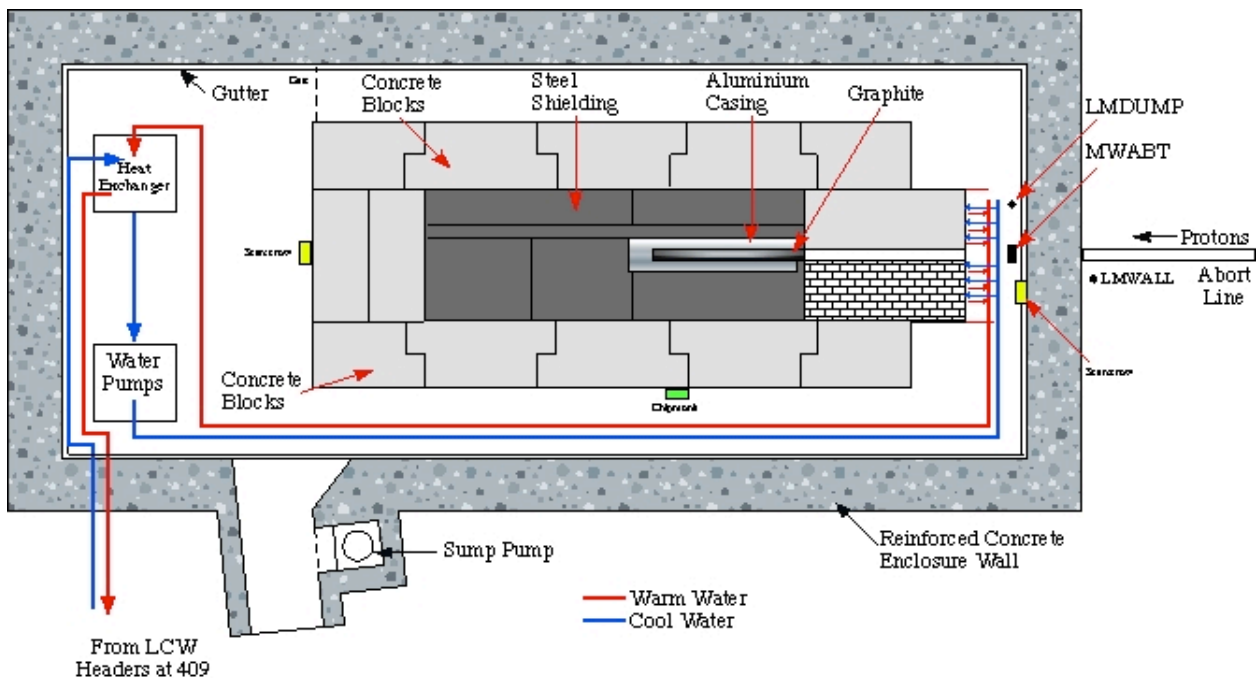 Gutter
Concrete
Blocks
Steel
Shielding
Aluminium
Casing
Graphite
LMDUMP
MWABT
Heat
Exchanger
Protons
LMWALL
Abort
Line
Water
Pumps
Concrete
Blocks
Chipmunk
Sump Pump
Reinforced Concrete
Enclosure Wall
Warm Water
Cool Water
From LCW
Headers at 409